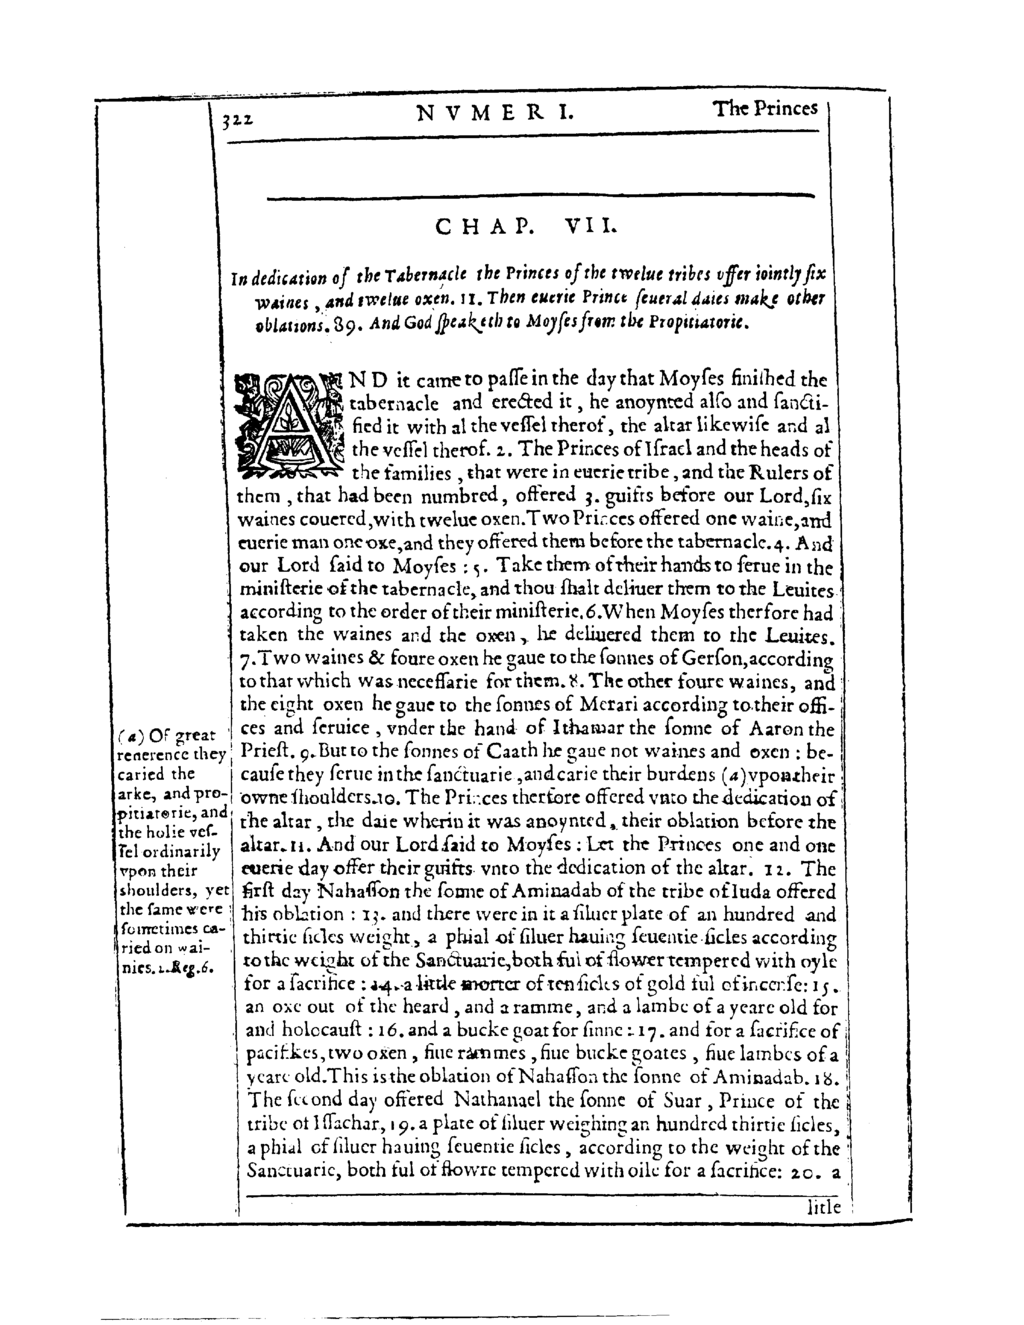 322 NVMERI. The Princes
CHAP. VII.
In dedication of the Tabernacle the Princes of the twelue tribes offer iointly ſix
waines, and twelue oxen. 11. Then euerie Prince ſeueral daies make other
oblations. 89. And God ſpeaketh to Moyſes from the Propitiatorie.
AND it came to paſſe in the day that Moyſes finiſhed the
tabernacle and erected it, he anoynted alſo and ſancti-
fied it with al the veſſel therof, the altar likewiſe and al
the veſſel therof. 2. The Princes of Iſrael and the heads of
the families, that were in euerie tribe, and the Rulers of
them, that had been numbred, offered 3. guifts before our Lord, ſix
waines couered, with twelue oxen. Two Princes offered one waine, and
euerie man one oxe, and they offered them before the tabernacle. 4. And
our Lord ſaid to Moyſes: 5. Take them of their hands to ſerue in the
miniſterie of the tabernacle, and thou ſhalt deliuer them to the Leuites
according to the order of their miniſterie. 6. When Moyſes therfore had
taken the waines and the oxen, he deliuered them to the Leuites.
7. Two waines & foure oxen he gaue to the ſonnes of Gerſon, according
to that which was neceſſarie for them. 8. The other foure waines, and
the eight oxen he gaue to the ſonnes of Merari according to their offi-
ces and ſeruice, vnder the hand of Ithamar the ſonne of Aaron the
Prieſt. 9. But to the ſonnes of Caath he gaue not waines and oxen: be-
cauſe they ſerue in the ſanctuarie, and carie their burdens (a) vpon their
owne ſhoulders. 10. The Princes therfore offered vnto the dedication of
the altar, the daie wherin it was anoynted, their oblation before the
altar. 11. And our Lord ſaid to Moyſes: Let the Princes one and one
euerie day offer their guifts vnto the dedication of the altar. 12. The
firſt day Nahaſſon the ſonne of Aminadab of the tribe of Iuda offered
his oblation: 13. and there were in it a ſiluer plate of an hundred and
thirtie ſicles weight, a phial of ſiluer hauing ſeuentie ſicles according
to the weight of the Sanctuarie, both ful of flower tempered with oyle
for a ſacrifice: 14. a little morter of ten ſicles of gold ful of incenſe: 15.
an oxe out of the heard, and a ramme, and a lambe of a yeare old for
and holocauſt: 16. and a bucke goat for ſinne: 17. and for a ſacrifice of
pacifikes, two oxen, fiue rammes, fiue bucke goates, fiue lambes of a
yeare old. This is the oblation of Nahaſſon the ſonne of Aminadab. 18.
The ſecond day offered Nathanael the ſonne of Suar, Prince of the
tribe of Iſſachar, 19. a plate of ſiluer weighing an hundred thirtie ſicles,
a phial of ſiluer hauing ſeuentie ſicles, according to the weight of the
Sanctuarie, both ful of flowre tempered with oile for a ſacrifice: 20. a
litle
(a) Of great
reuerence they
caried the
arke, and pro-
pitiatorie, and
the holie veſ-
ſel ordinarily
vpon their
shoulders, yet
the ſame were
ſometimes ca-
ried on wai-
nies. 1. Reg. 6.